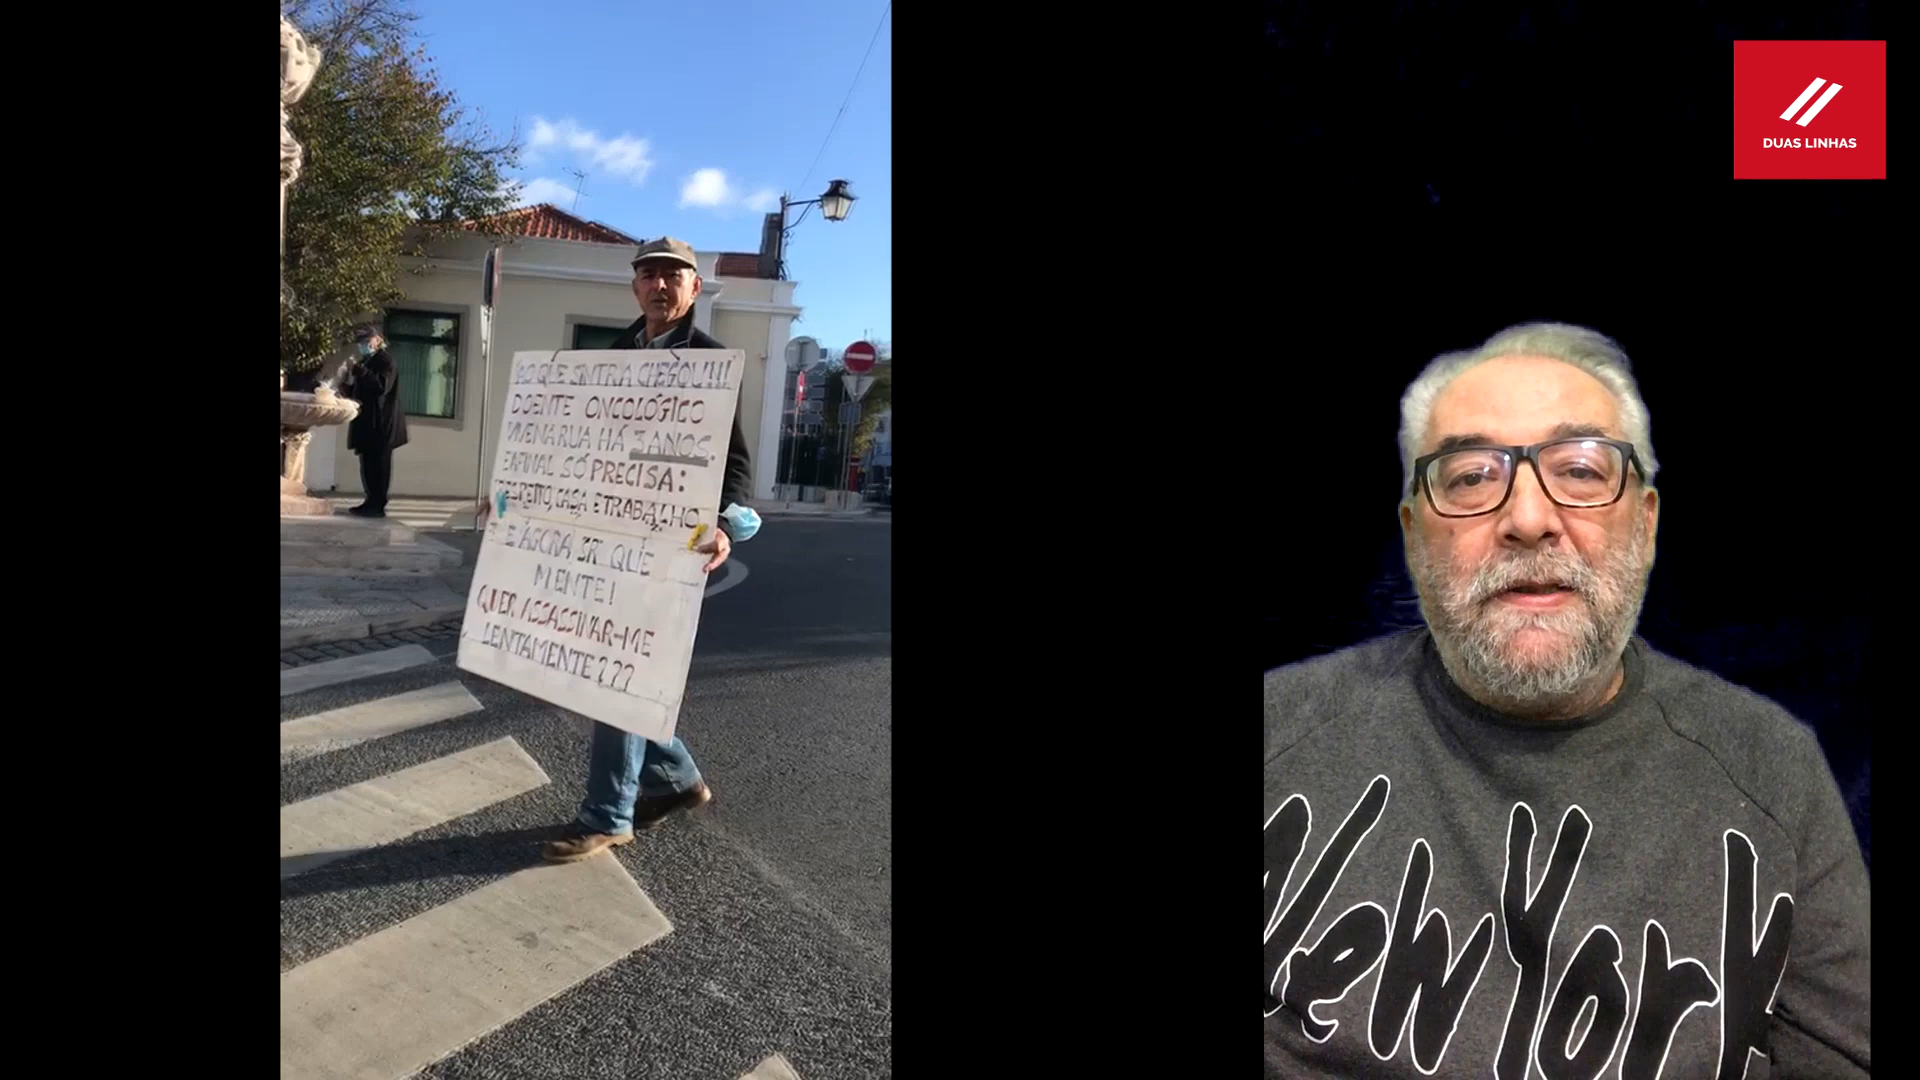 AO QUE SINTRA CHEGOU!!!
DOENTE ONCOLÓGICO
VIVE NA RUA HÁ 3 ANOS.
E AFINAL SÓ PRECISA:
RESPEITO, CASA E TRABALHO
E AGORA SR QUE
MENTE!
QUER ASSASSINAR-ME
LENTAMENTE???
DUAS LINHAS
New York